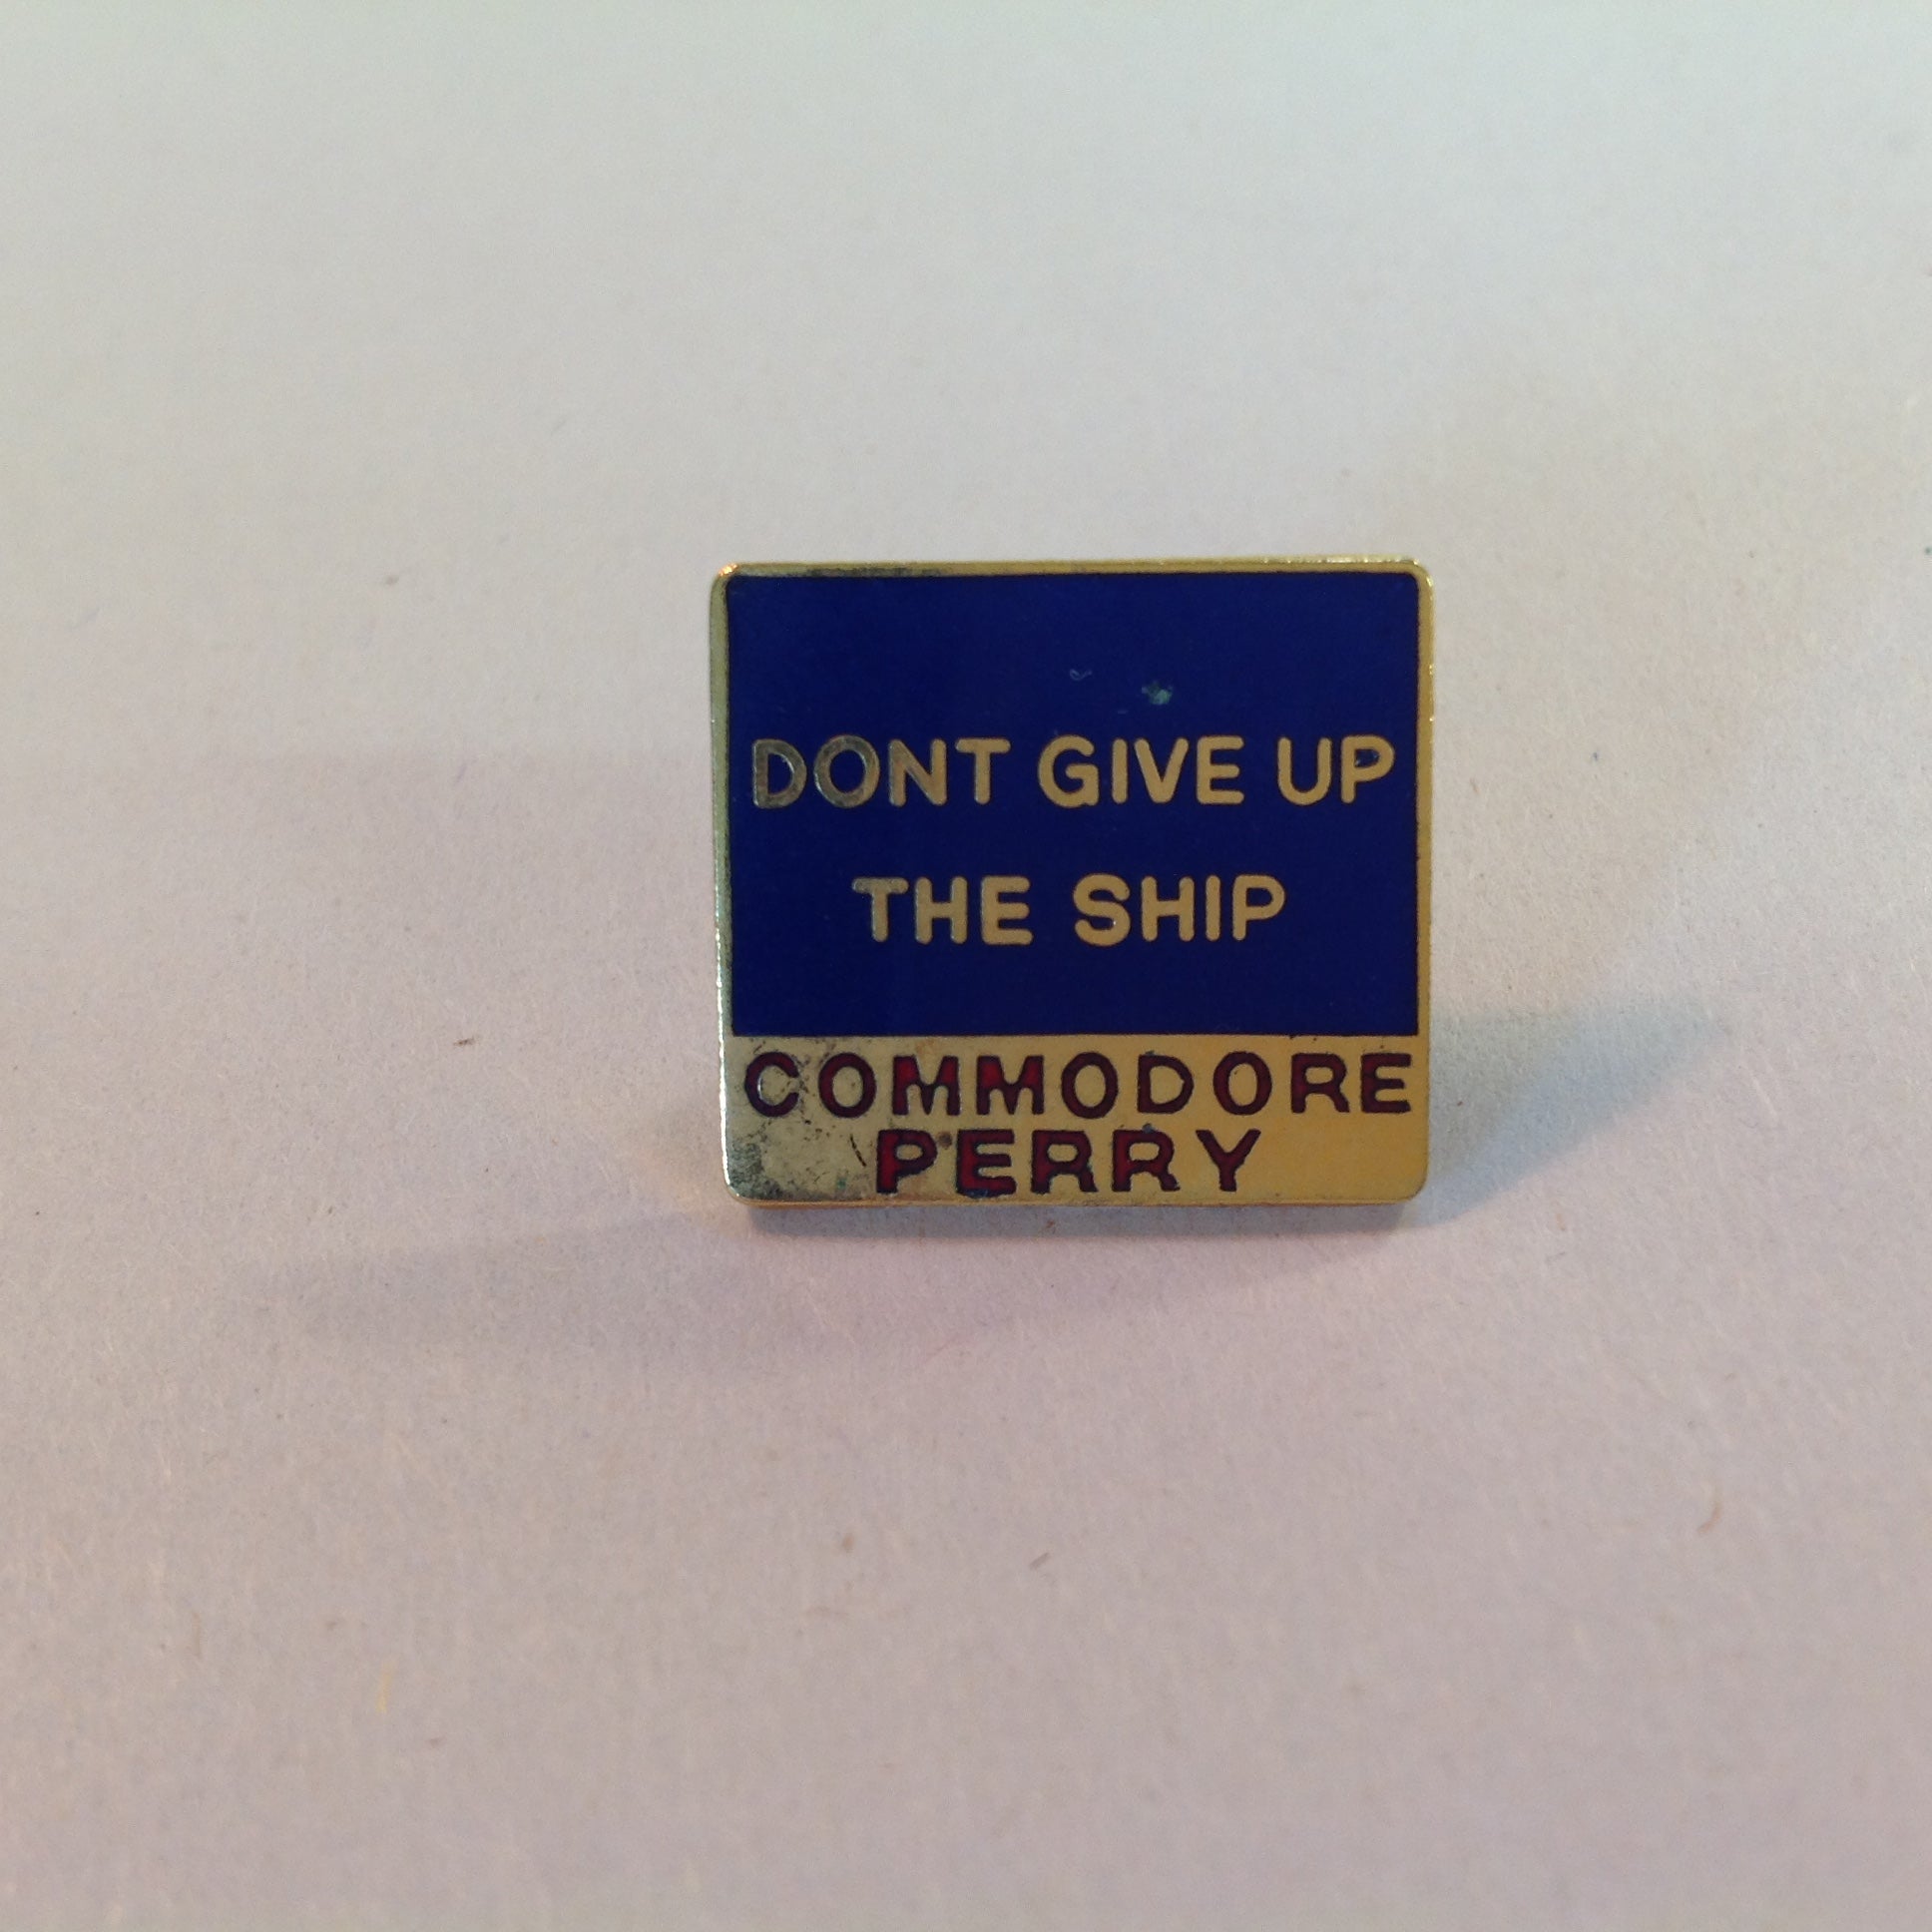 DONT GIVE UP
THE SHIP
COMMODORE
PERRY